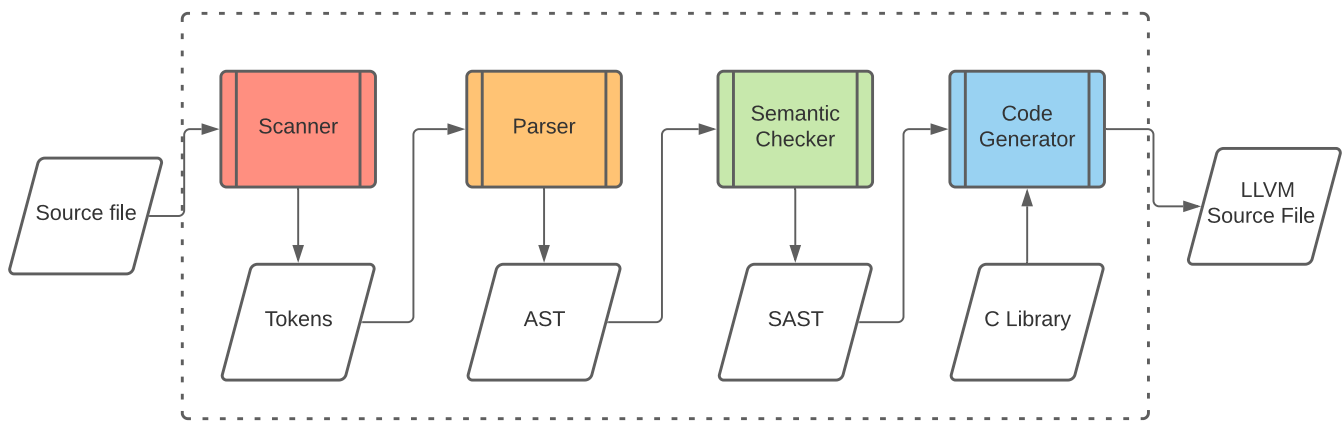 Scanner
Parser
Semantic
Checker
Code
Generator
Source file
LLVM
Source File
Tokens
AST
SAST
C Library